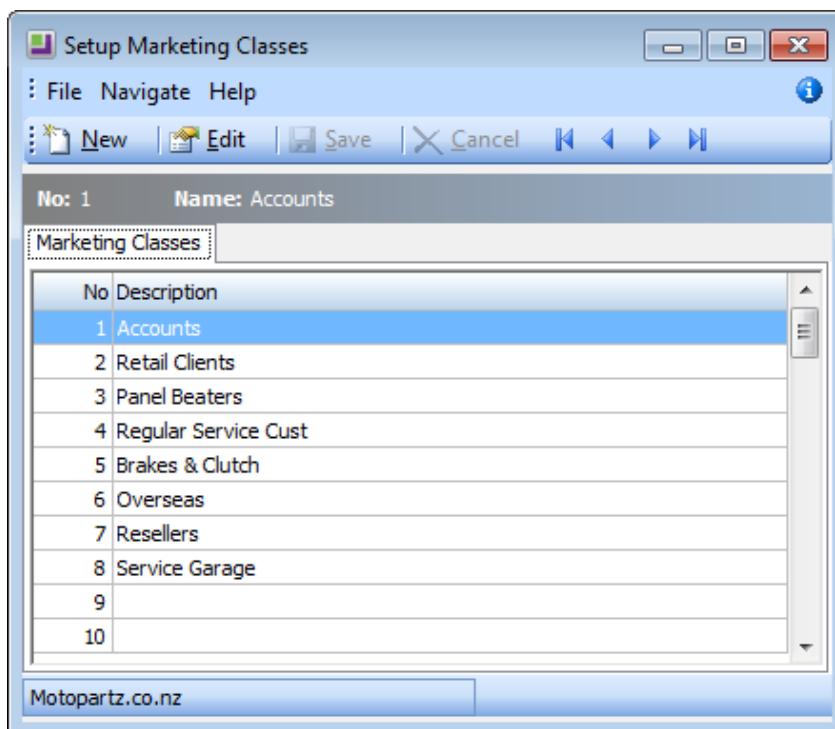 Setup Marketing Classes
File Navigate Help
New Edit Save Cancel
No: 1 Name: Accounts
Marketing Classes
No Description
1 Accounts
2 Retail Clients
3 Panel Beaters
4 Regular Service Cust
5 Brakes & Clutch
6 Overseas
7 Resellers
8 Service Garage
9
10
Motopartz.co.nz